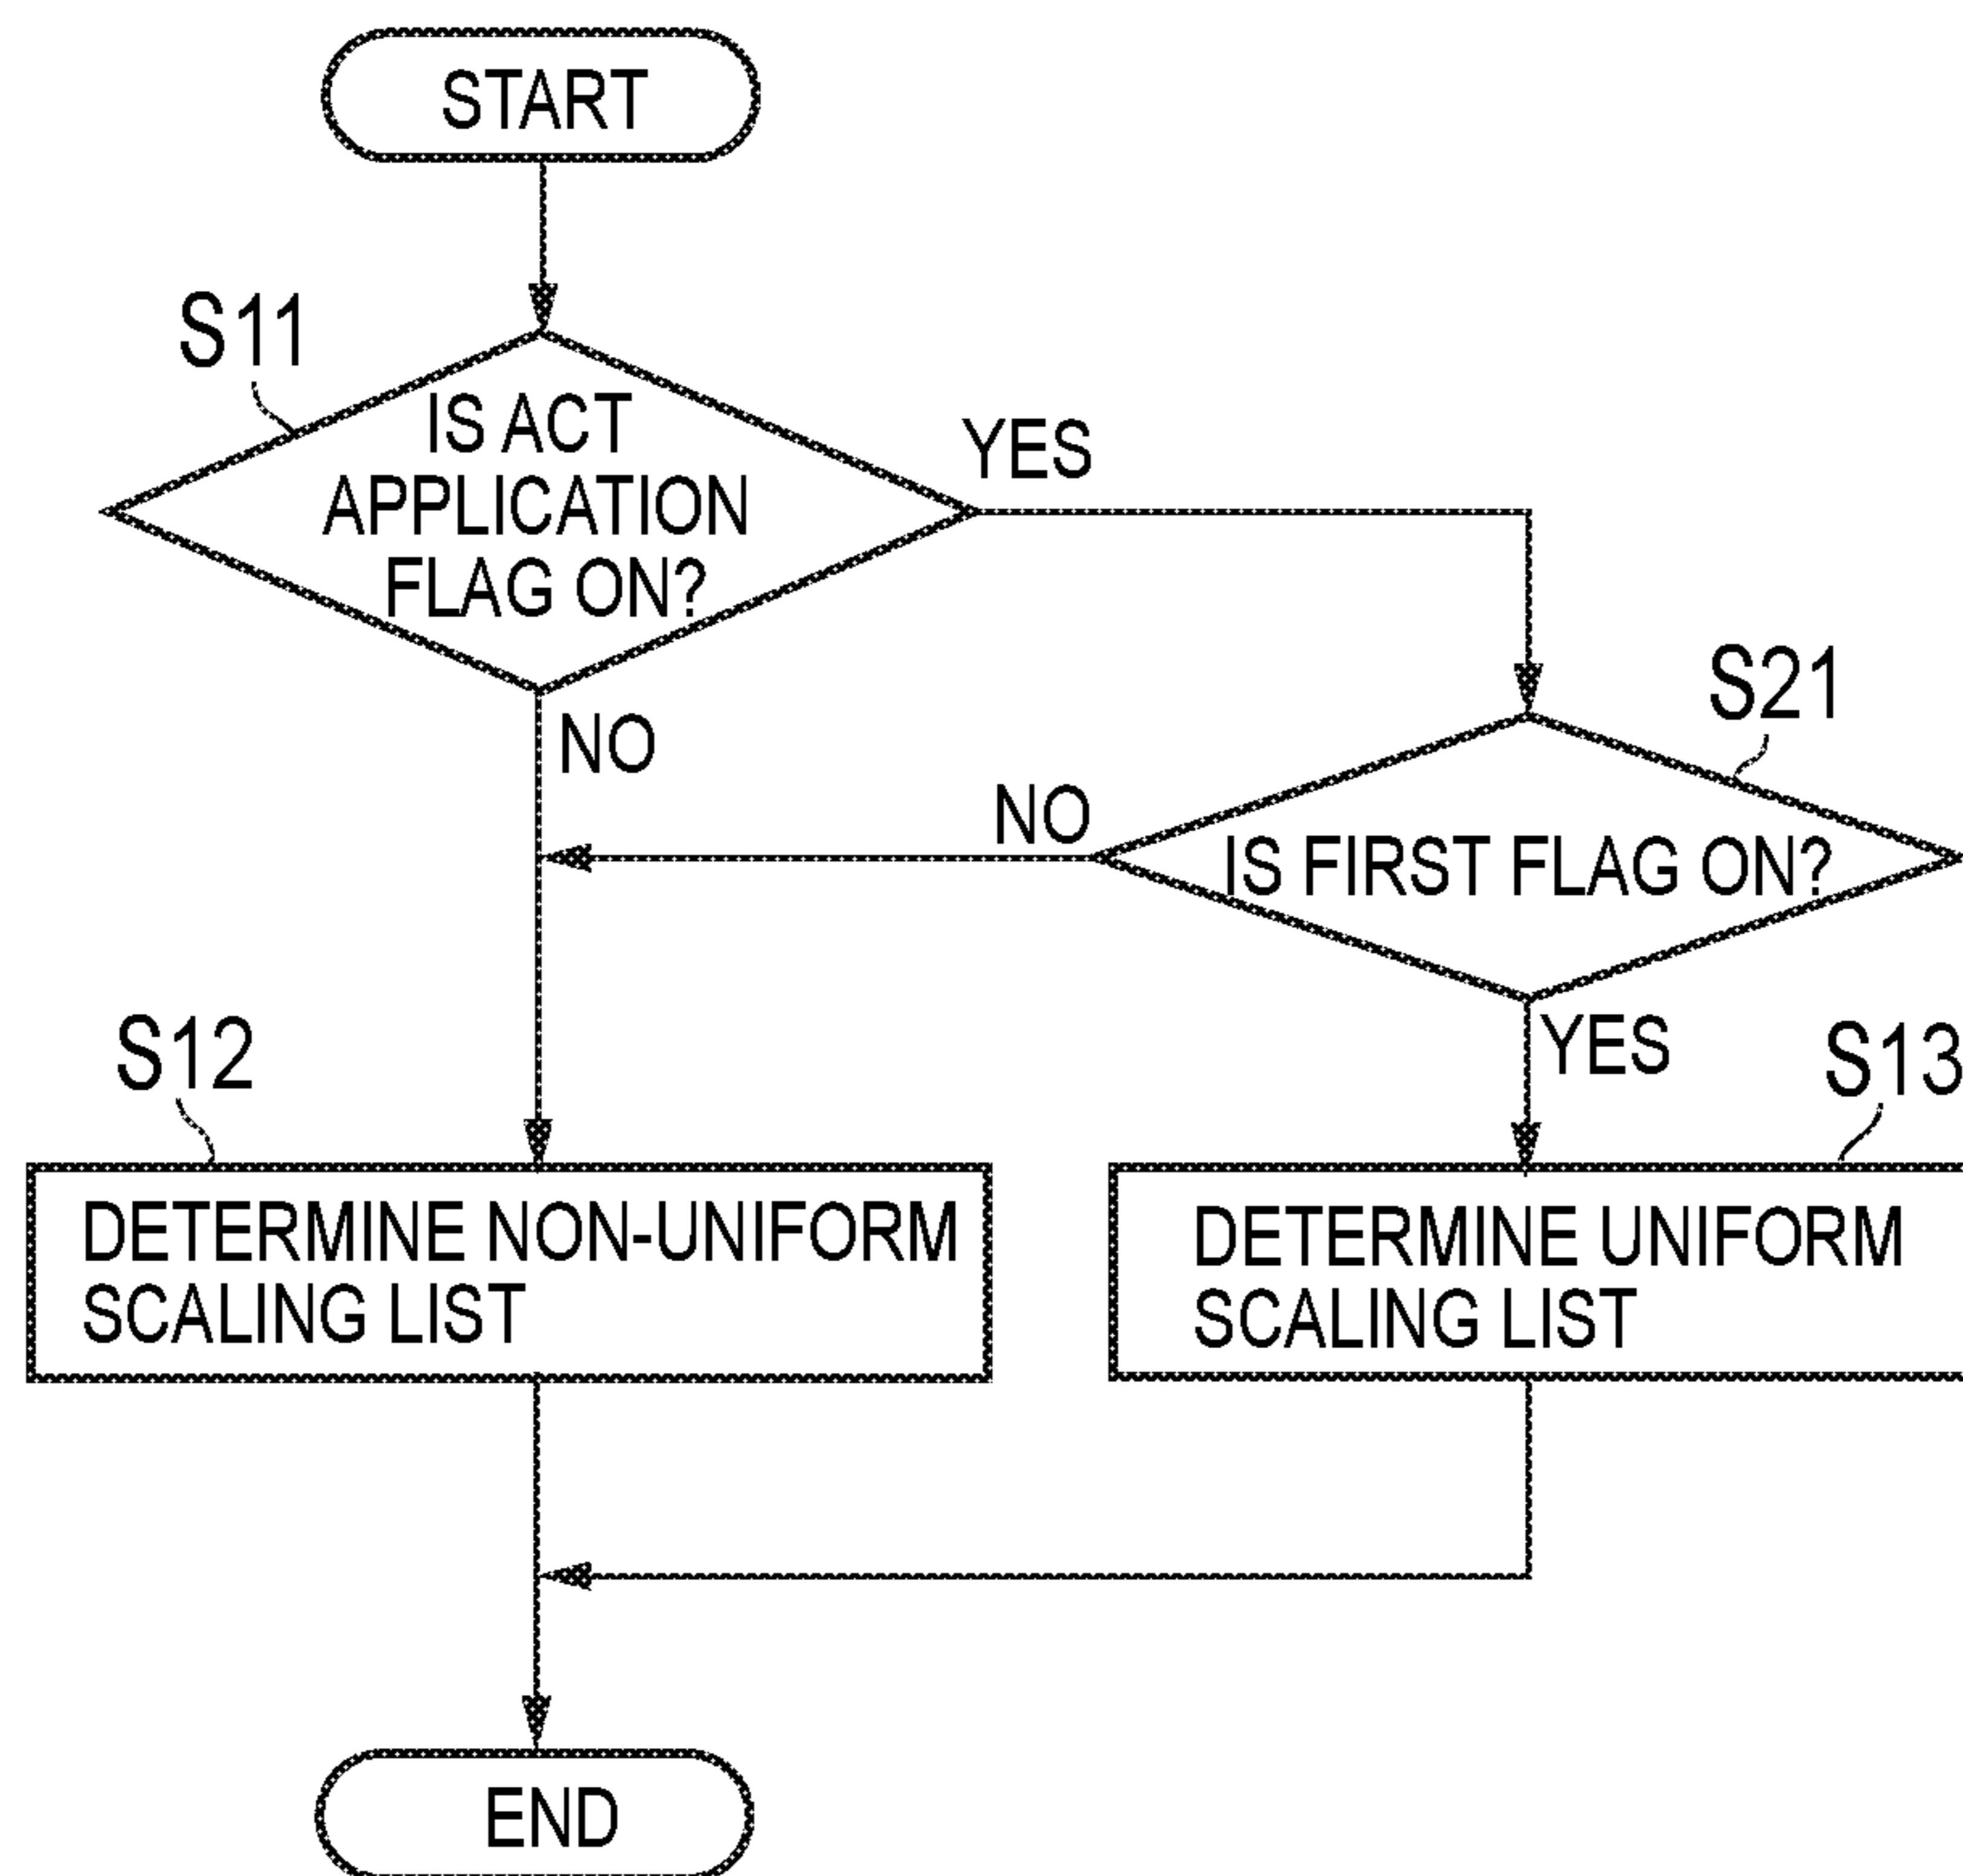 START
S11
IS ACT
APPLICATION
FLAG ON?
YES
NO
S21
NO
IS FIRST FLAG ON?
YES
S12
S13
DETERMINE NON-UNIFORM
SCALING LIST
DETERMINE UNIFORM
SCALING LIST
END